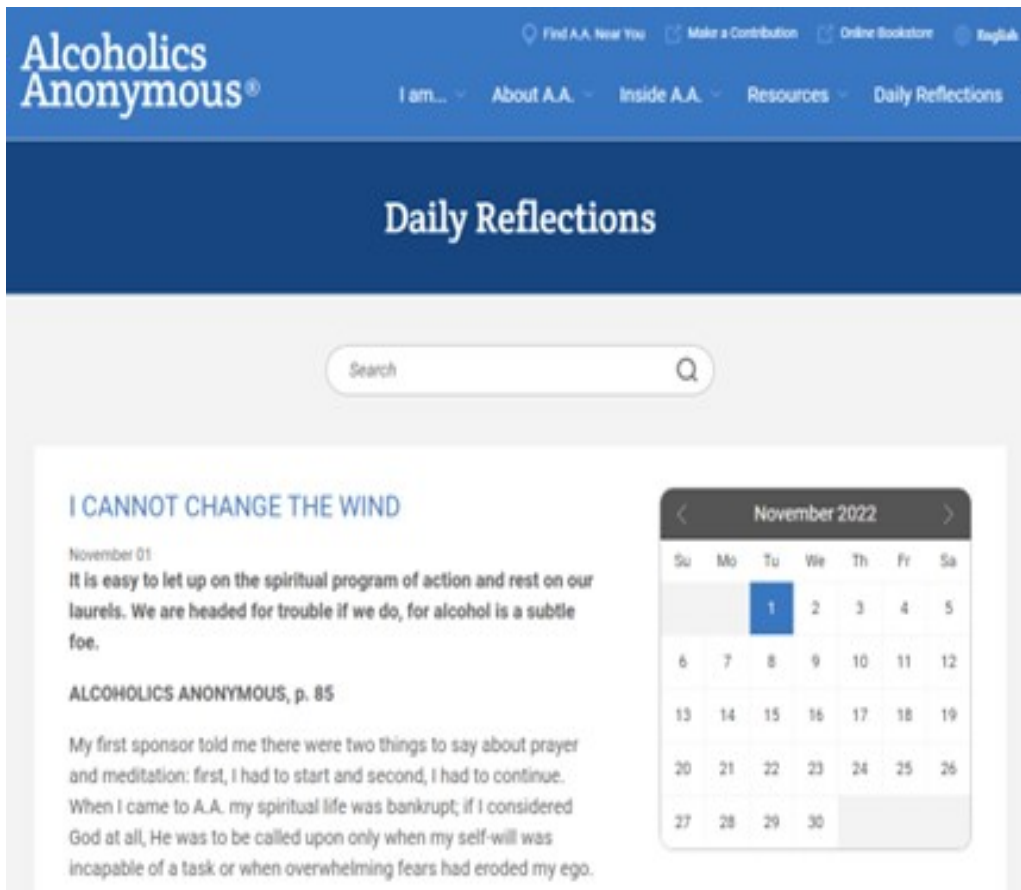 Alcoholics
Anonymous®
Find A.A. Near You Make a Contribution Online Bookstore English
I am... About A.A. Inside A.A. Resources Daily Reflections
Daily Reflections
Search
I CANNOT CHANGE THE WIND
November 01
It is easy to let up on the spiritual program of action and rest on our
laurels. We are headed for trouble if we do, for alcohol is a subtle
foe.
ALCOHOLICS ANONYMOUS, p. 85
My first sponsor told me there were two things to say about prayer
and meditation: first, I had to start and second, I had to continue.
When I came to A.A. my spiritual life was bankrupt; if I considered
God at all, He was to be called upon only when my self-will was
incapable of a task or when overwhelming fears had eroded my ego.
November 2022
Su Mo Tu We Th Fr Sa
1 2 3 4 5
6 7 8 9 10 11 12
13 14 15 16 17 18 19
20 21 22 23 24 25 26
27 28 29 30